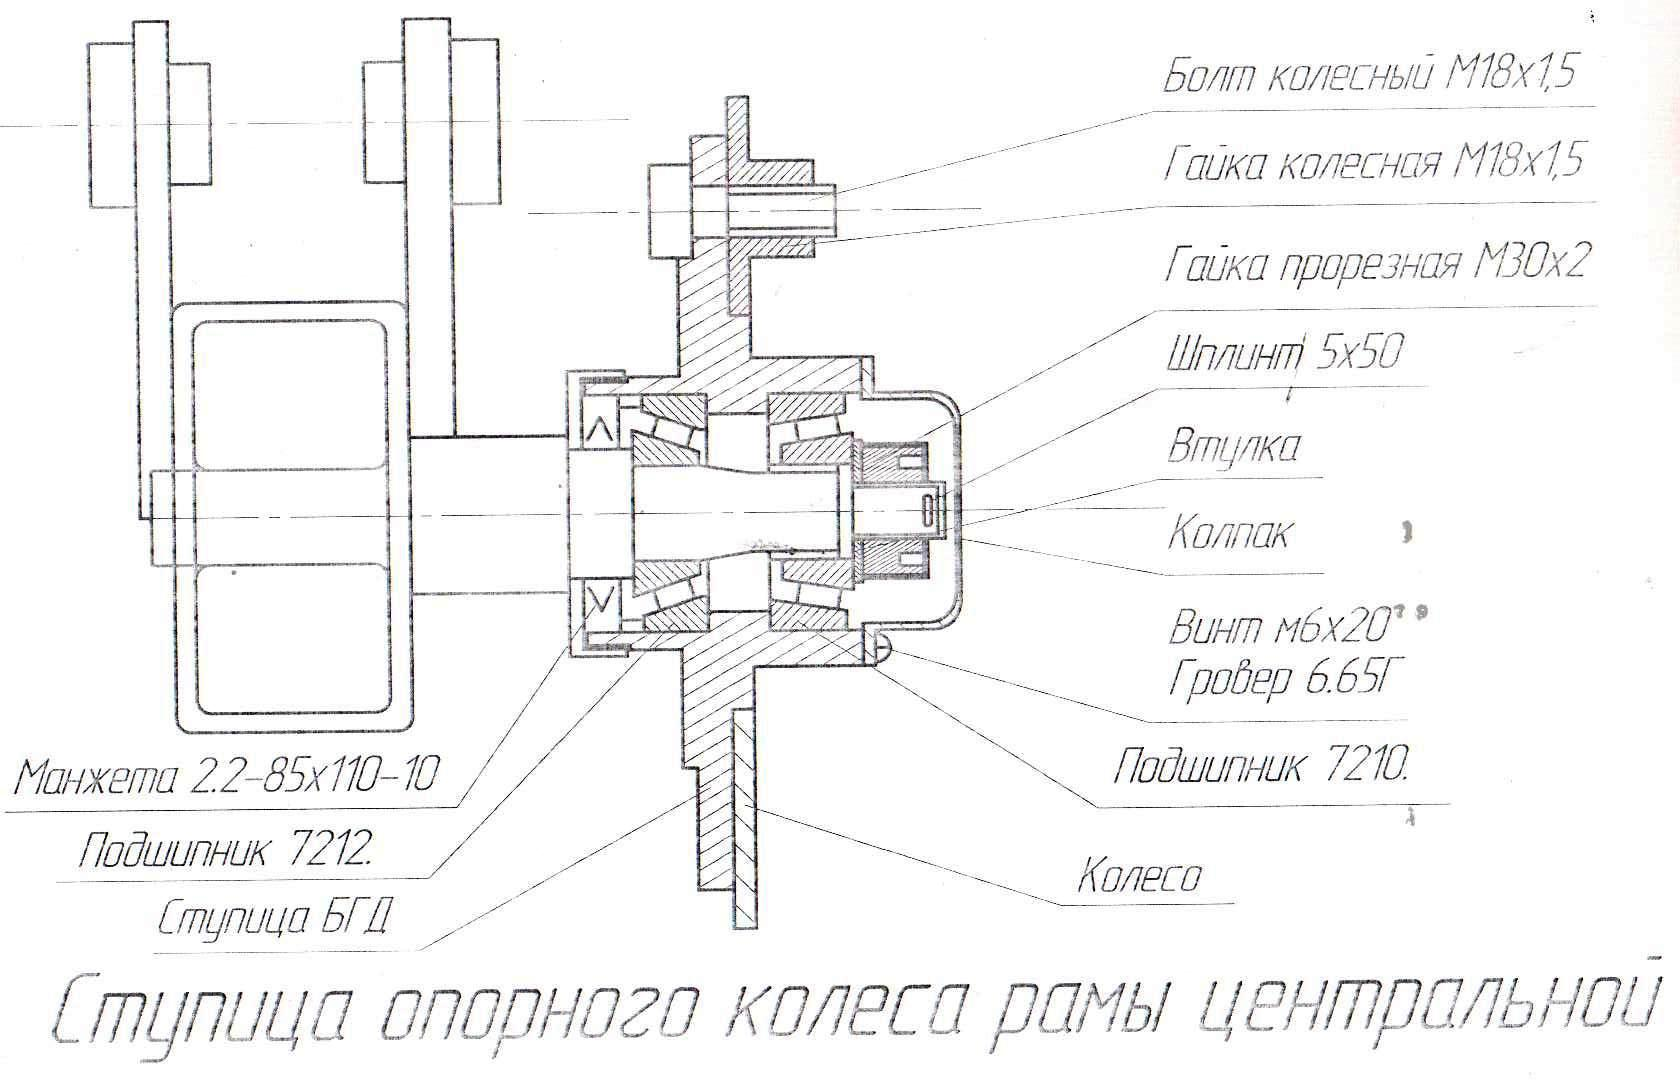 Болт колесный М18х1,5
Гайка колесная М18х1,5
Гайка прорезная М30х2
Шплинт 5х50
Втулка
Колпак
Винт м6х20
Гровер 6.65Г
Подшипник 7210.
Колесо
Манжета 2.2-85х110-10
Подшипник 7212.
Ступица БГД
Ступица опорного колеса рамы центральной